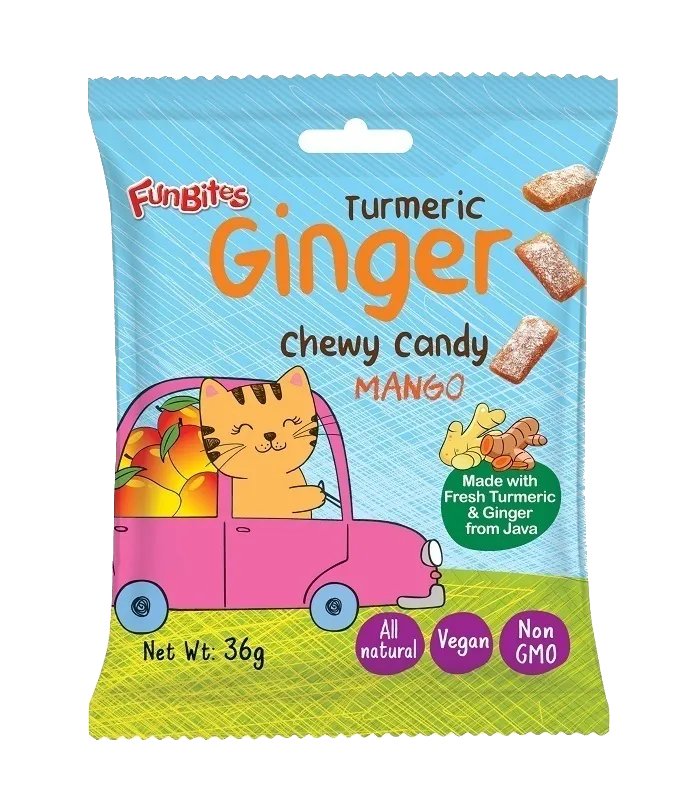 FunBites
Turmeric
Ginger
Chewy Candy
MANGO
Made with
Fresh Turmeric
& Ginger
from Java
Net Wt: 36g
All
natural
Vegan
Non
GMO